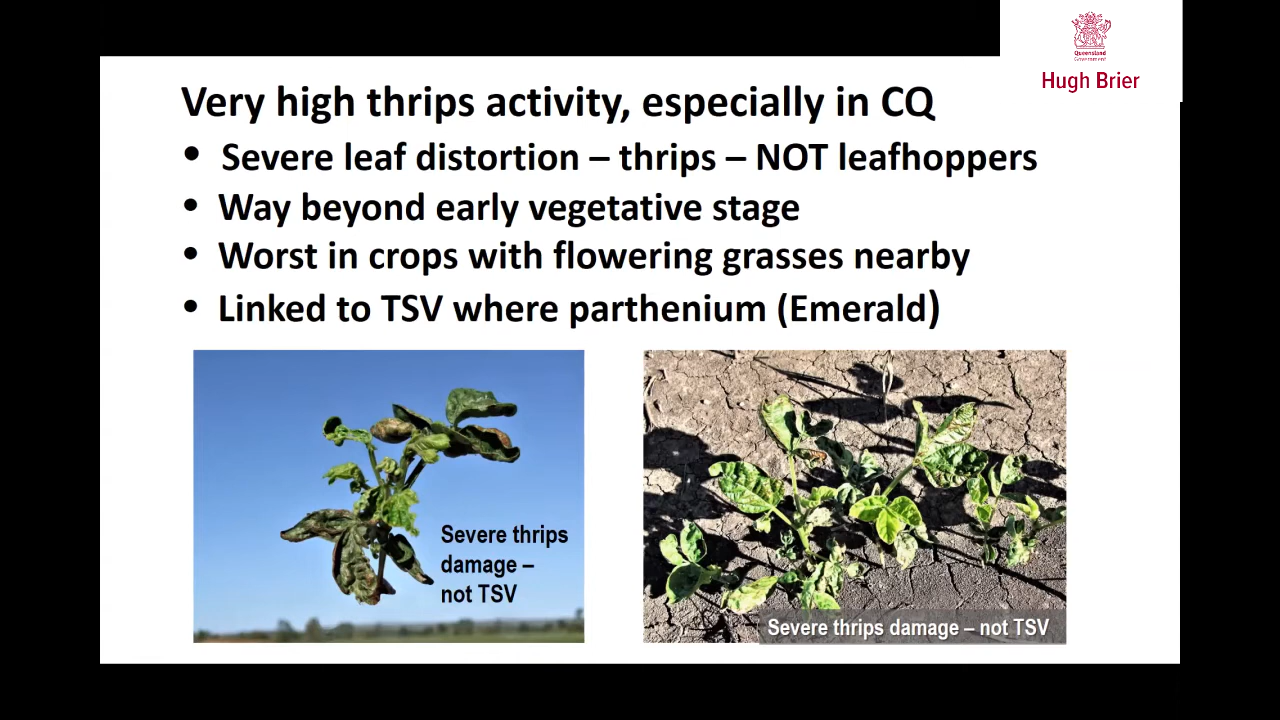 Queensland
Government
Hugh Brier
Very high thrips activity, especially in CQ
• Severe leaf distortion – thrips – NOT leafhoppers
• Way beyond early vegetative stage
• Worst in crops with flowering grasses nearby
• Linked to TSV where parthenium (Emerald)
Severe thrips
damage –
not TSV
Severe thrips damage – not TSV